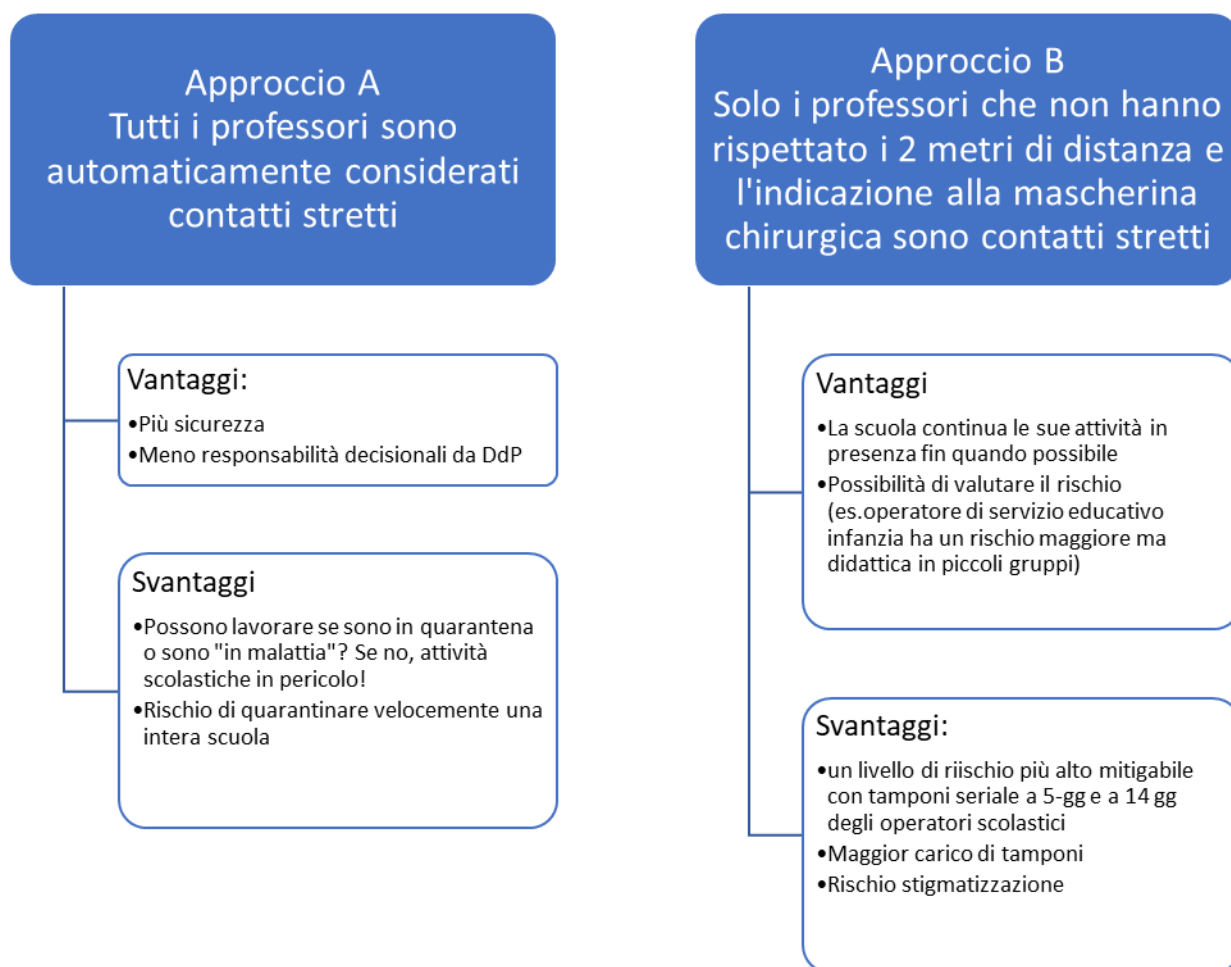 Approccio A
Tutti i professori sono
automaticamente considerati
contatti stretti
Vantaggi:
•Più sicurezza
•Meno responsabilità decisionali da DdP
Svantaggi
•Possono lavorare se sono in quarantena
o sono "in malattia"? Se no, attività
scolastiche in pericolo!
•Rischio di quarantinare velocemente una
intera scuola
Approccio B
Solo i professori che non hanno
rispettato i 2 metri di distanza e
l'indicazione alla mascherina
chirurgica sono contatti stretti
Vantaggi
•La scuola continua le sue attività in
presenza fin quando possibile
•Possibilità di valutare il rischio
(es.operatore di servizio educativo
infanzia ha un rischio maggiore ma
didattica in piccoli gruppi)
Svantaggi:
•un livello di riischio più alto mitigabile
con tamponi seriale a 5-gg e a 14 gg
degli operatori scolastici
•Maggior carico di tamponi
•Rischio stigmatizzazione